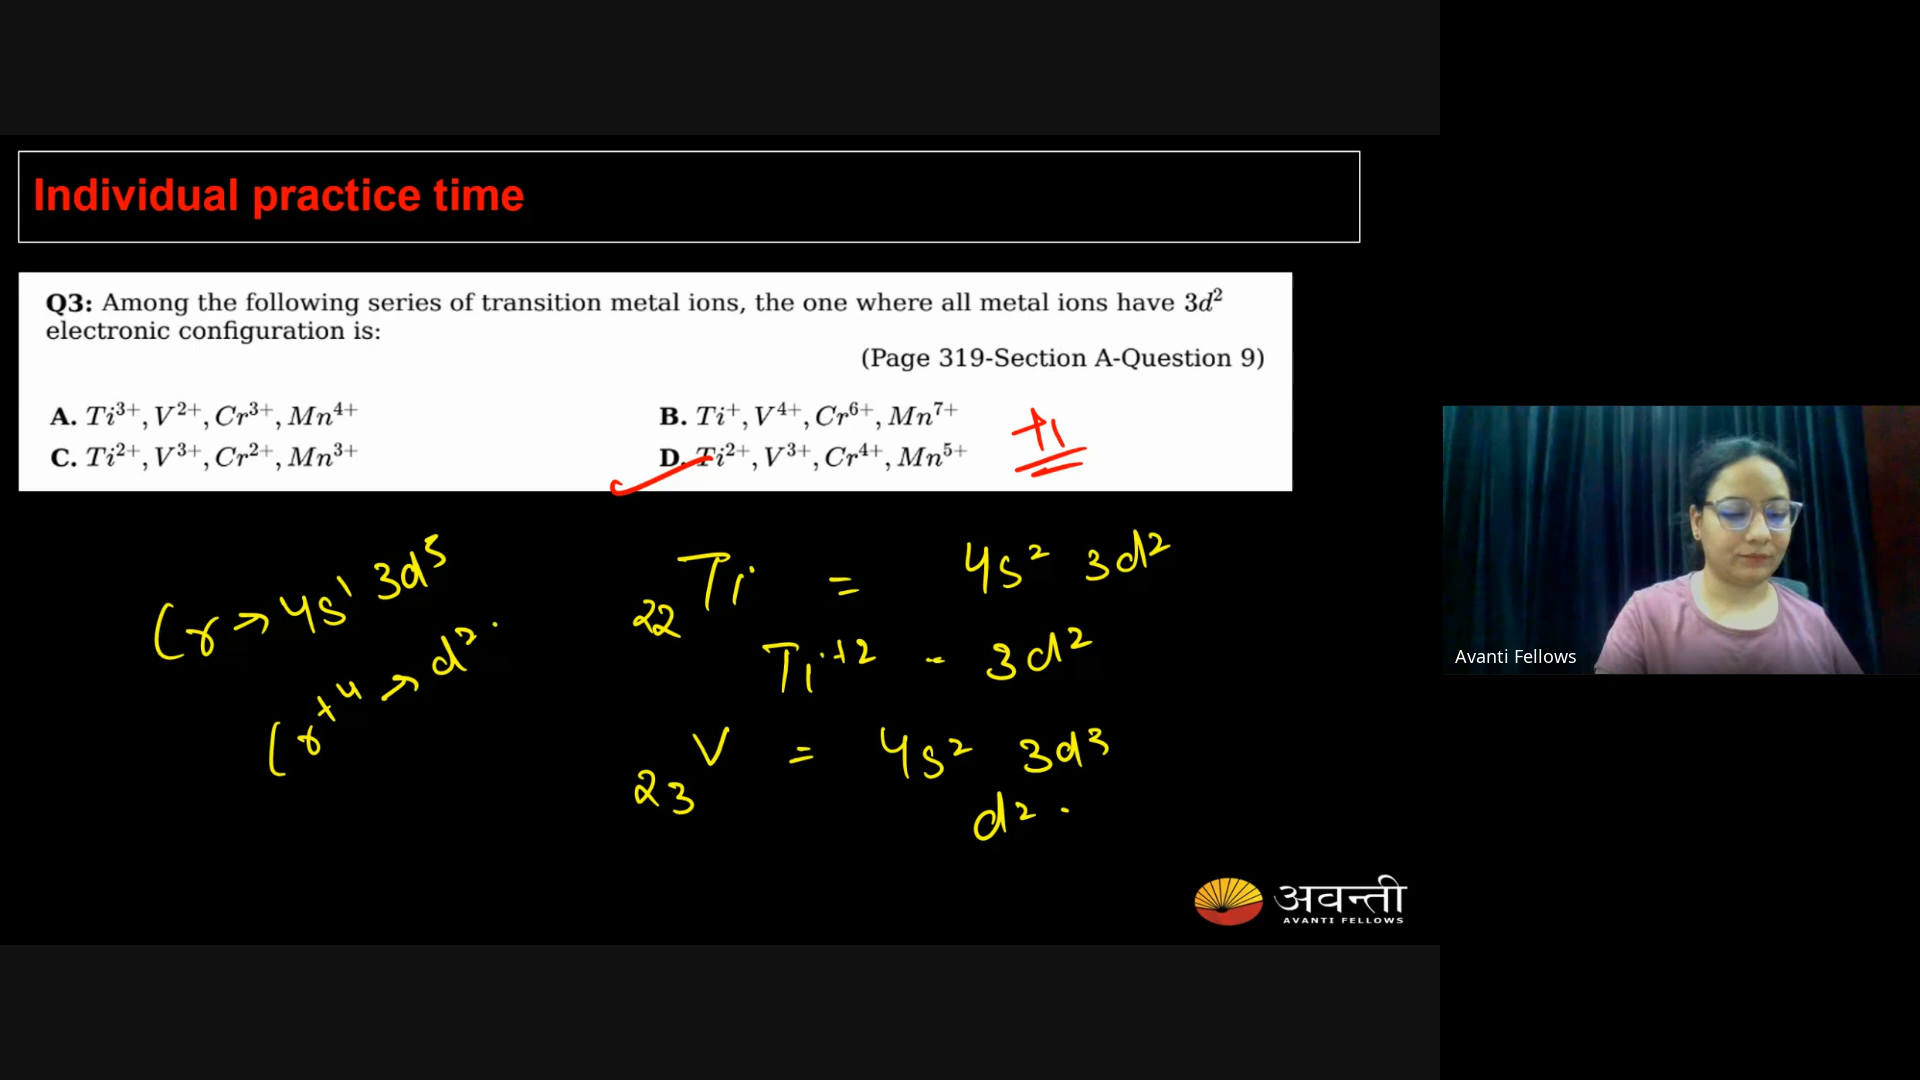 Individual practice time
Q3: Among the following series of transition metal ions, the one where all metal ions have 3d²
electronic configuration is:
(Page 319-Section A-Question 9)
A. Ti³⁺, V²⁺, Cr³⁺, Mn⁴⁺
B. Ti⁺, V⁴⁺, Cr⁶⁺, Mn⁷⁺
C. Ti²⁺, V³⁺, Cr²⁺, Mn³⁺
D. Ti²⁺, V³⁺, Cr⁴⁺, Mn⁵⁺
+1
Cr → 4s¹ 3d⁵
Cr⁺⁴ → d².
₂₂Ti = 4s² 3d²
Ti⁺² - 3d²
₂₃V = 4s² 3d³
d².
अवन्ती
AVANTI FELLOWS
Avanti Fellows